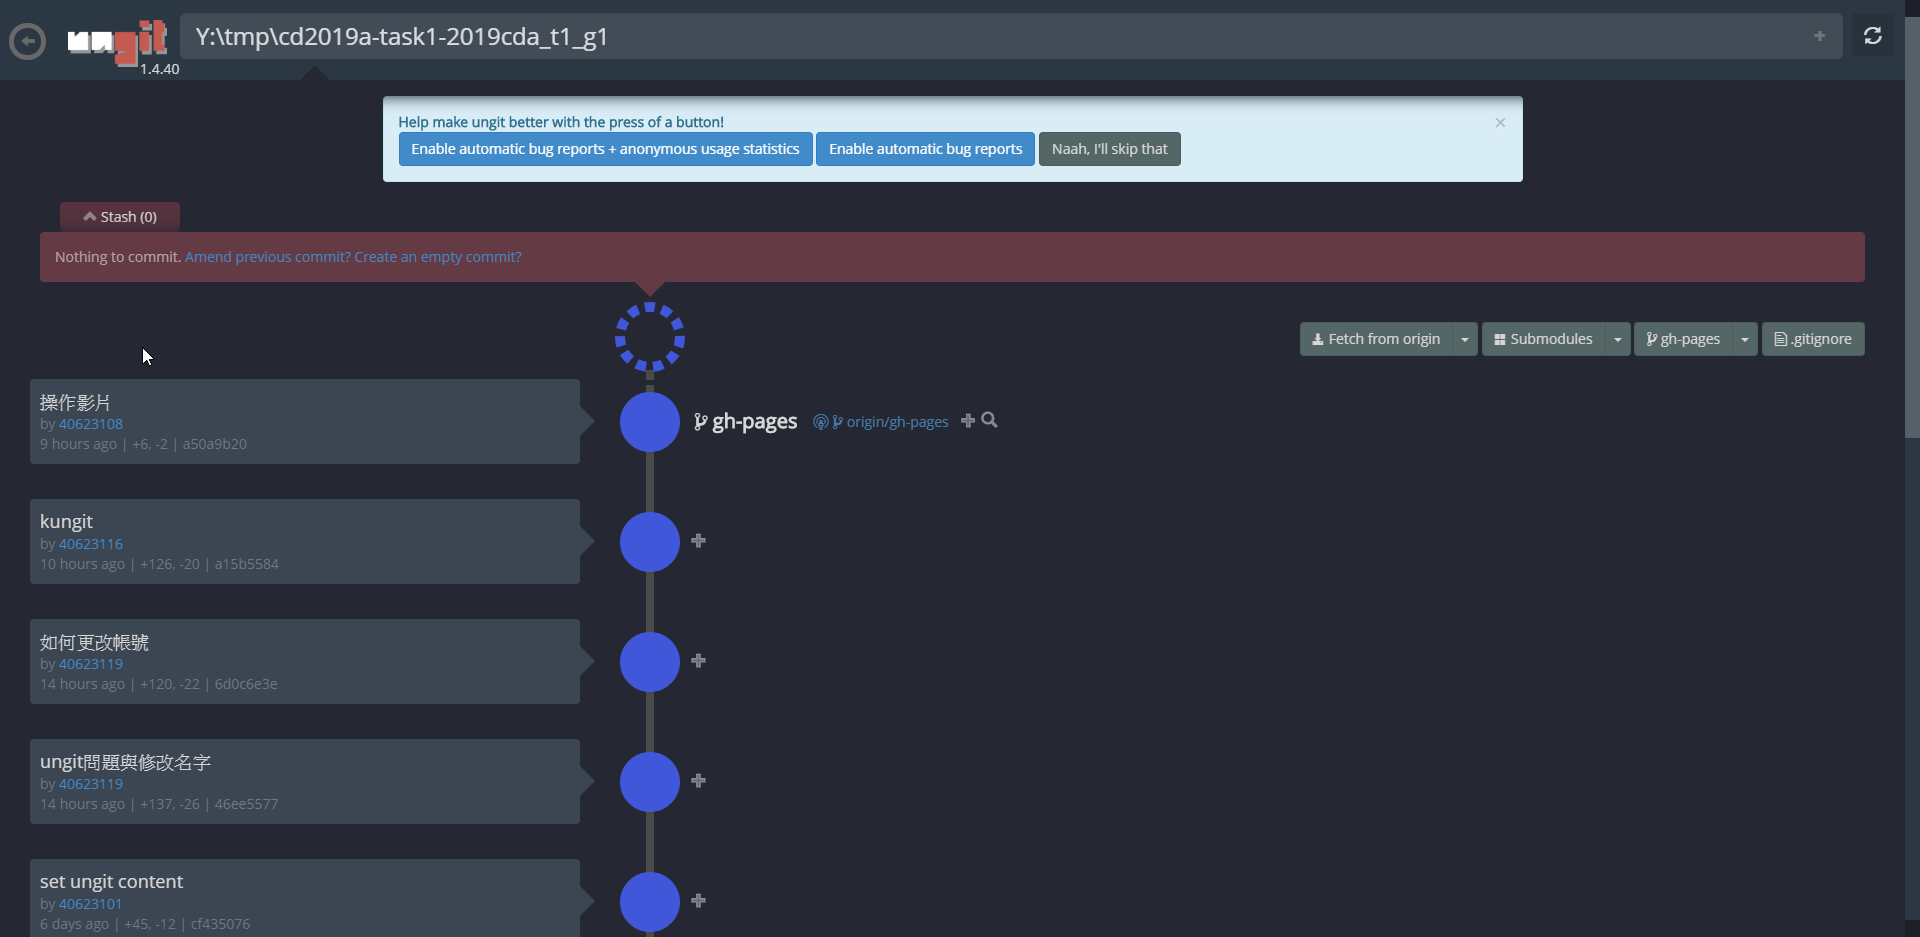 ungit
Y:\tmp\cd2019a-task1-2019cda_t1_g1
1.4.40
Help make ungit better with the press of a button!
×
Enable automatic bug reports + anonymous usage statistics
Enable automatic bug reports
Naah, I'll skip that
Stash (0)
Nothing to commit. Amend previous commit? Create an empty commit?
Fetch from origin
Submodules
gh-pages
.gitignore
操作影片
by 40623108
9 hours ago | +6, -2 | a50a9b20
gh-pages
origin/gh-pages
kungit
by 40623116
10 hours ago | +126, -20 | a15b5584
如何更改帳號
by 40623119
14 hours ago | +120, -22 | 6d0c6e3e
ungit問題與修改名字
by 40623119
14 hours ago | +137, -26 | 46ee5577
set ungit content
by 40623101
6 days ago | +45, -12 | cf435076